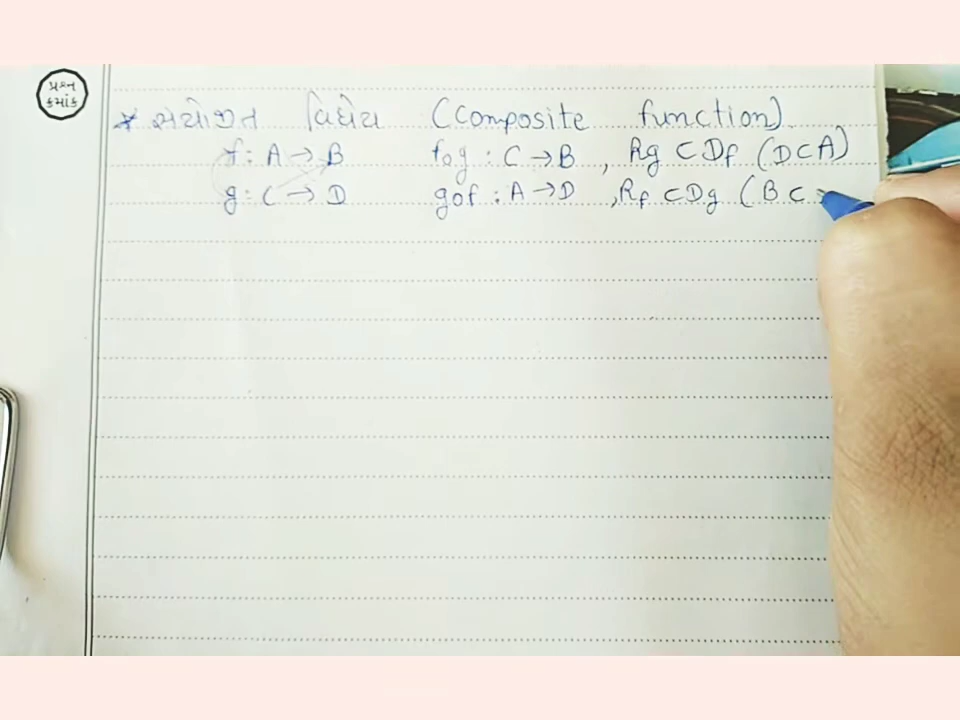 પ્રશ્ન
ક્રમાંક
* સંયોજીત વિધેય (Composite function)
f : A → B fog : C → B , Rg ⊂ Df (D ⊂ A)
g : C → D gof : A → D , Rf ⊂ Dg ( B ⊂